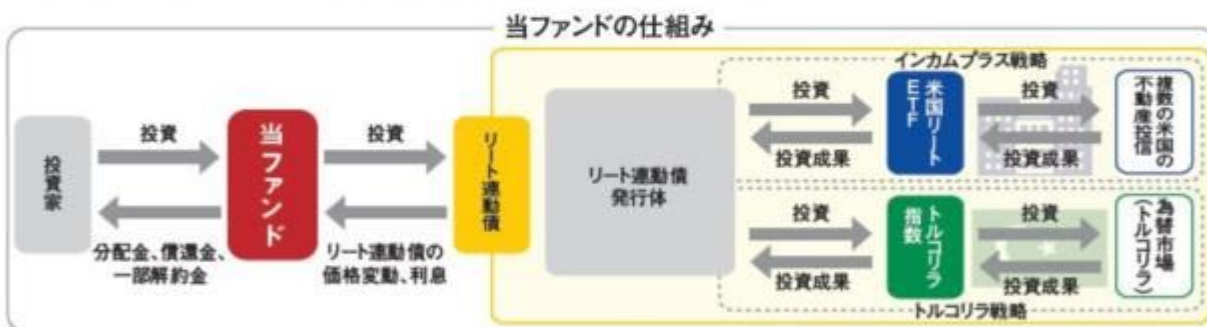 当ファンドの仕組み
投資家
投資
分配金、償還金、
一部解約金
当ファンド
投資
リート連動債の
価格変動、利息
リート連動債
リート連動債
発行体
インカムプラス戦略
投資
投資成果
米国リート
ETF
投資
投資成果
複数の米国の
不動産投信
投資
投資成果
トルコリラ
指数
投資
投資成果
為替市場
(トルコリラ)
トルコリラ戦略